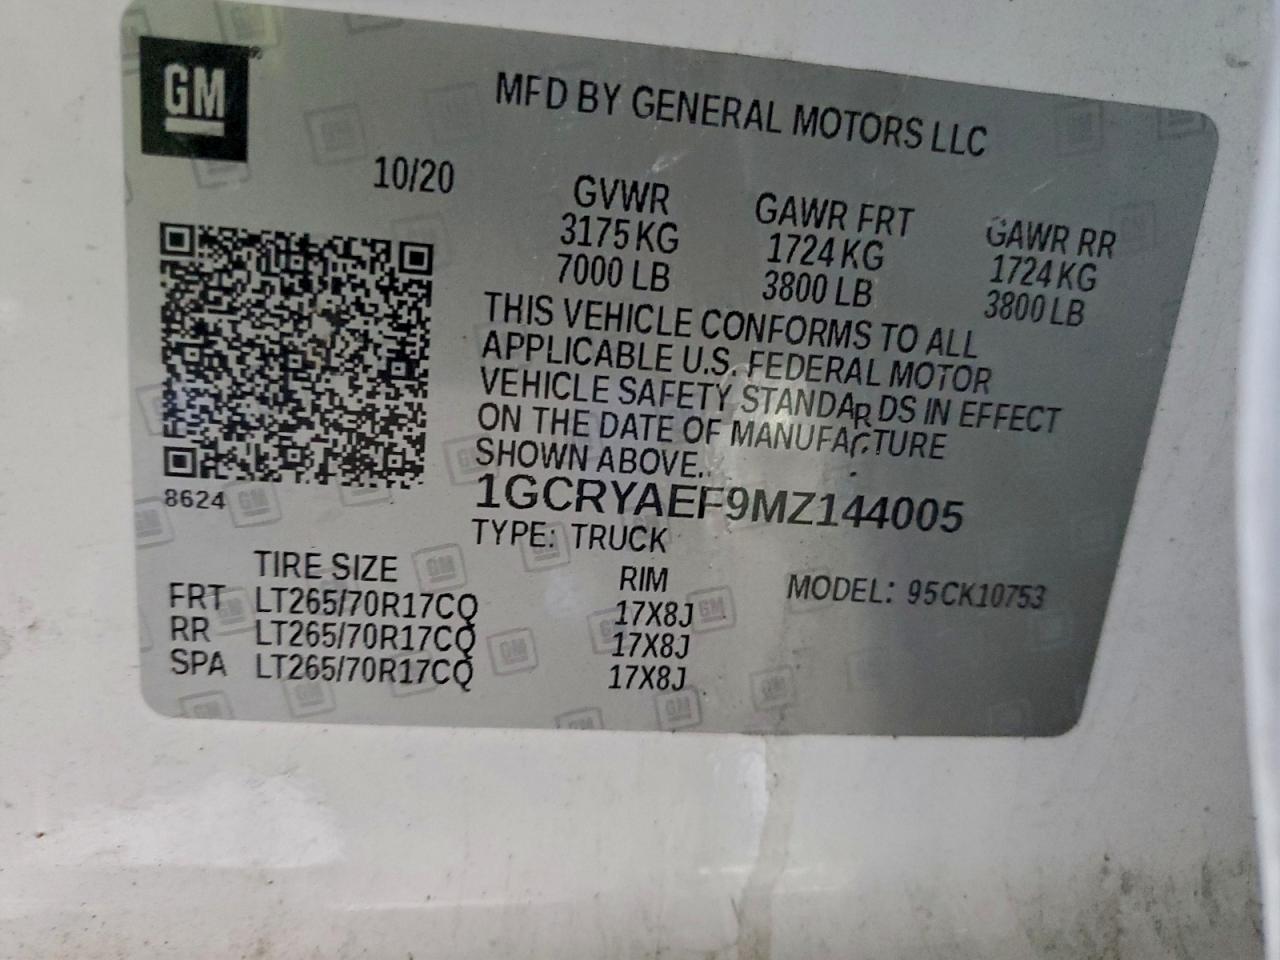 GM
MFD BY GENERAL MOTORS LLC
10/20
GVWR GAWR FRT GAWR RR
3175 KG 1724 KG 1724 KG
7000 LB 3800 LB 3800 LB
THIS VEHICLE CONFORMS TO ALL
APPLICABLE U.S. FEDERAL MOTOR
VEHICLE SAFETY STANDARDS IN EFFECT
ON THE DATE OF MANUFACTURE
SHOWN ABOVE.
8624
1GCRYAEF9MZ144005
TYPE: TRUCK
TIRE SIZE RIM MODEL: 95CK10753
FRT LT265/70R17CQ 17X8J
RR LT265/70R17CQ 17X8J
SPA LT265/70R17CQ 17X8J